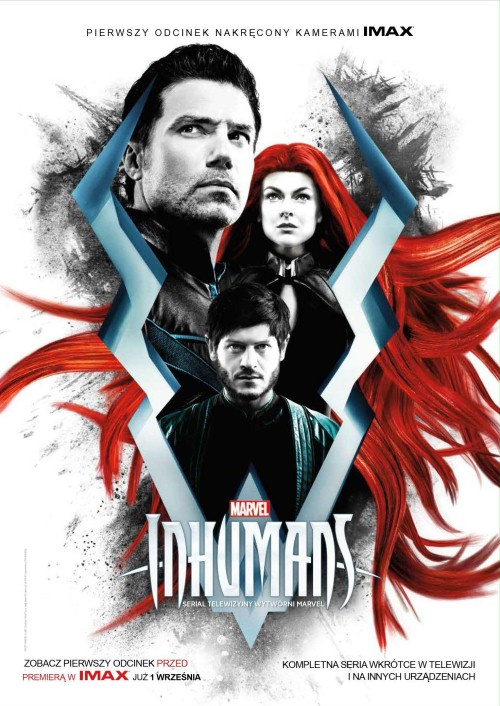 PIERWSZY ODCINEK NAKRĘCONY KAMERAMI IMAX
MARVEL
INHUMANS
SERIAL TELEWIZYJNY WYTWÓRNI MARVEL
ZOBACZ PIERWSZY ODCINEK PRZED
PREMIERĄ W IMAX JUŻ 1 WRZEŚNIA
KOMPLETNA SERIA WKRÓTCE W TELEWIZJI
I NA INNYCH URZĄDZENIACH